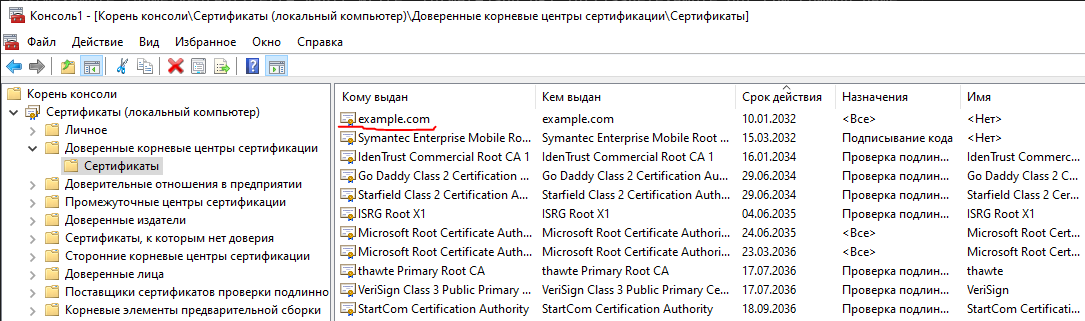 Консоль1 - [Корень консоли\Сертификаты (локальный компьютер)\Доверенные корневые центры сертификации\Сертификаты]
Файл Действие Вид Избранное Окно Справка
Корень консоли
Сертификаты (локальный компьютер)
Личное
Доверенные корневые центры сертификации
Сертификаты
Доверительные отношения в предприятии
Промежуточные центры сертификации
Доверенные издатели
Сертификаты, к которым нет доверия
Сторонние корневые центры сертификации
Доверенные лица
Поставщики сертификатов проверки подлинно
Корневые элементы предварительной сборки
Кому выдан Кем выдан Срок действия Назначения Имя
example.com example.com 10.01.2032 <Все> <Нет>
Symantec Enterprise Mobile Ro... Symantec Enterprise Mobile Root ... 15.03.2032 Подписывание кода <Нет>
IdenTrust Commercial Root CA 1 IdenTrust Commercial Root CA 1 16.01.2034 Проверка подлин... IdenTrust Commerc...
Go Daddy Class 2 Certification ... Go Daddy Class 2 Certification Au... 29.06.2034 Проверка подлин... Go Daddy Class 2 C...
Starfield Class 2 Certification A... Starfield Class 2 Certification Auth... 29.06.2034 Проверка подлин... Starfield Class 2 Cer...
ISRG Root X1 ISRG Root X1 04.06.2035 Проверка подлин... ISRG Root X1
Microsoft Root Certificate Auth... Microsoft Root Certificate Authori... 24.06.2035 <Все> Microsoft Root Cert...
Microsoft Root Certificate Auth... Microsoft Root Certificate Authori... 23.03.2036 <Все> Microsoft Root Cert...
thawte Primary Root CA thawte Primary Root CA 17.07.2036 Проверка подлин... thawte
VeriSign Class 3 Public Primary ... VeriSign Class 3 Public Primary Ce... 17.07.2036 Проверка подлин... VeriSign
StartCom Certification Authori... StartCom Certification Authority 18.09.2036 Проверка подлин... StartCom Certificati...